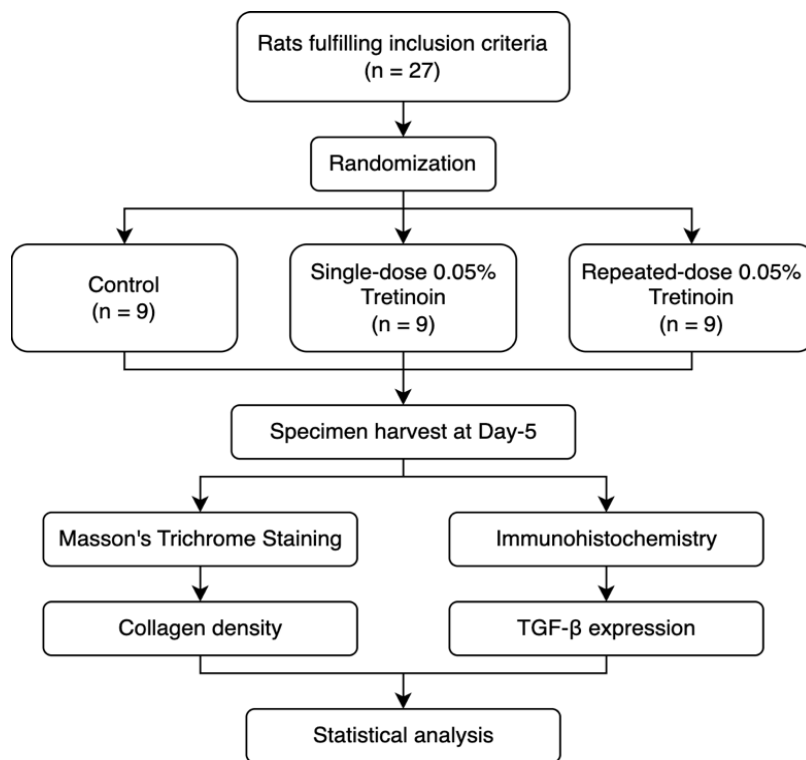 Rats fulfilling inclusion criteria
(n = 27)
Randomization
Control
(n = 9)
Single-dose 0.05%
Tretinoin
(n = 9)
Repeated-dose 0.05%
Tretinoin
(n = 9)
Specimen harvest at Day-5
Masson's Trichrome Staining
Immunohistochemistry
Collagen density
TGF-β expression
Statistical analysis